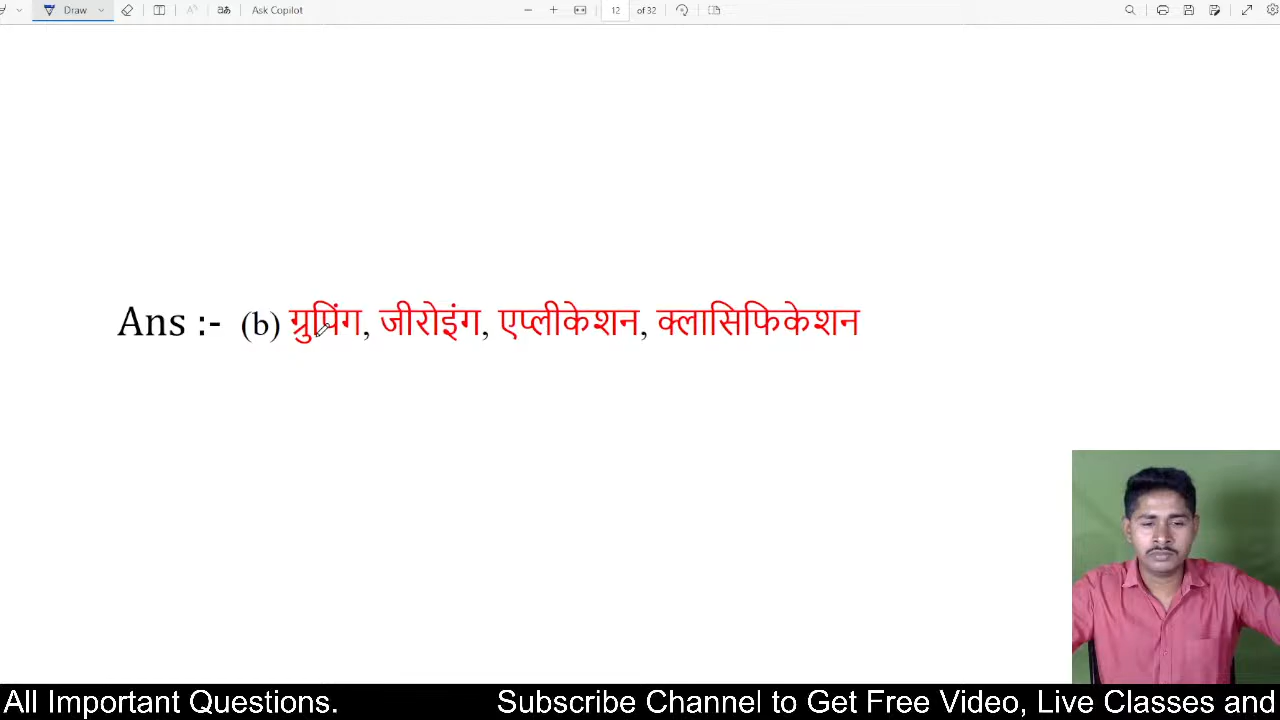 Draw
Ask Copilot
12 of 32
Ans :- (b) ग्रुपिंग, जीरोइंग, एप्लीकेशन, क्लासिफिकेशन
All Important Questions. Subscribe Channel to Get Free Video, Live Classes and